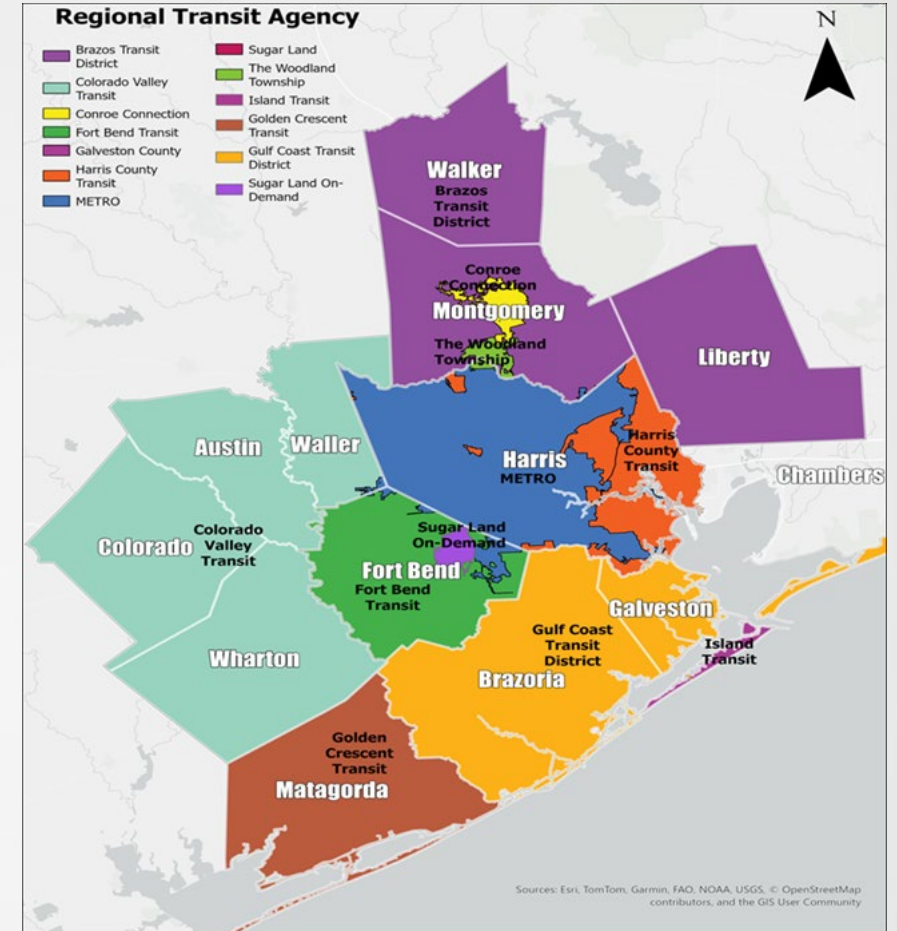 Regional Transit Agency
N
Brazos Transit
District
Colorado Valley
Transit
Conroe Connection
Fort Bend Transit
Galveston County
Harris County
Transit
METRO
Sugar Land
The Woodland
Township
Island Transit
Golden Crescent
Transit
Gulf Coast Transit
District
Sugar Land On-
Demand
Walker
Brazos
Transit
District
Conroe
Connection
Montgomery
The Woodland
Township
Liberty
Austin
Waller
Harris
METRO
Harris
County
Transit
Chambers
Colorado
Colorado
Valley
Transit
Sugar Land
On-Demand
Fort Bend
Fort Bend
Transit
Galveston
Wharton
Gulf Coast
Transit
District
Brazoria
Island
Transit
Golden
Crescent
Transit
Matagorda
Sources: Esri, TomTom, Garmin, FAO, NOAA, USGS, © OpenStreetMap
contributors, and the GIS User Community